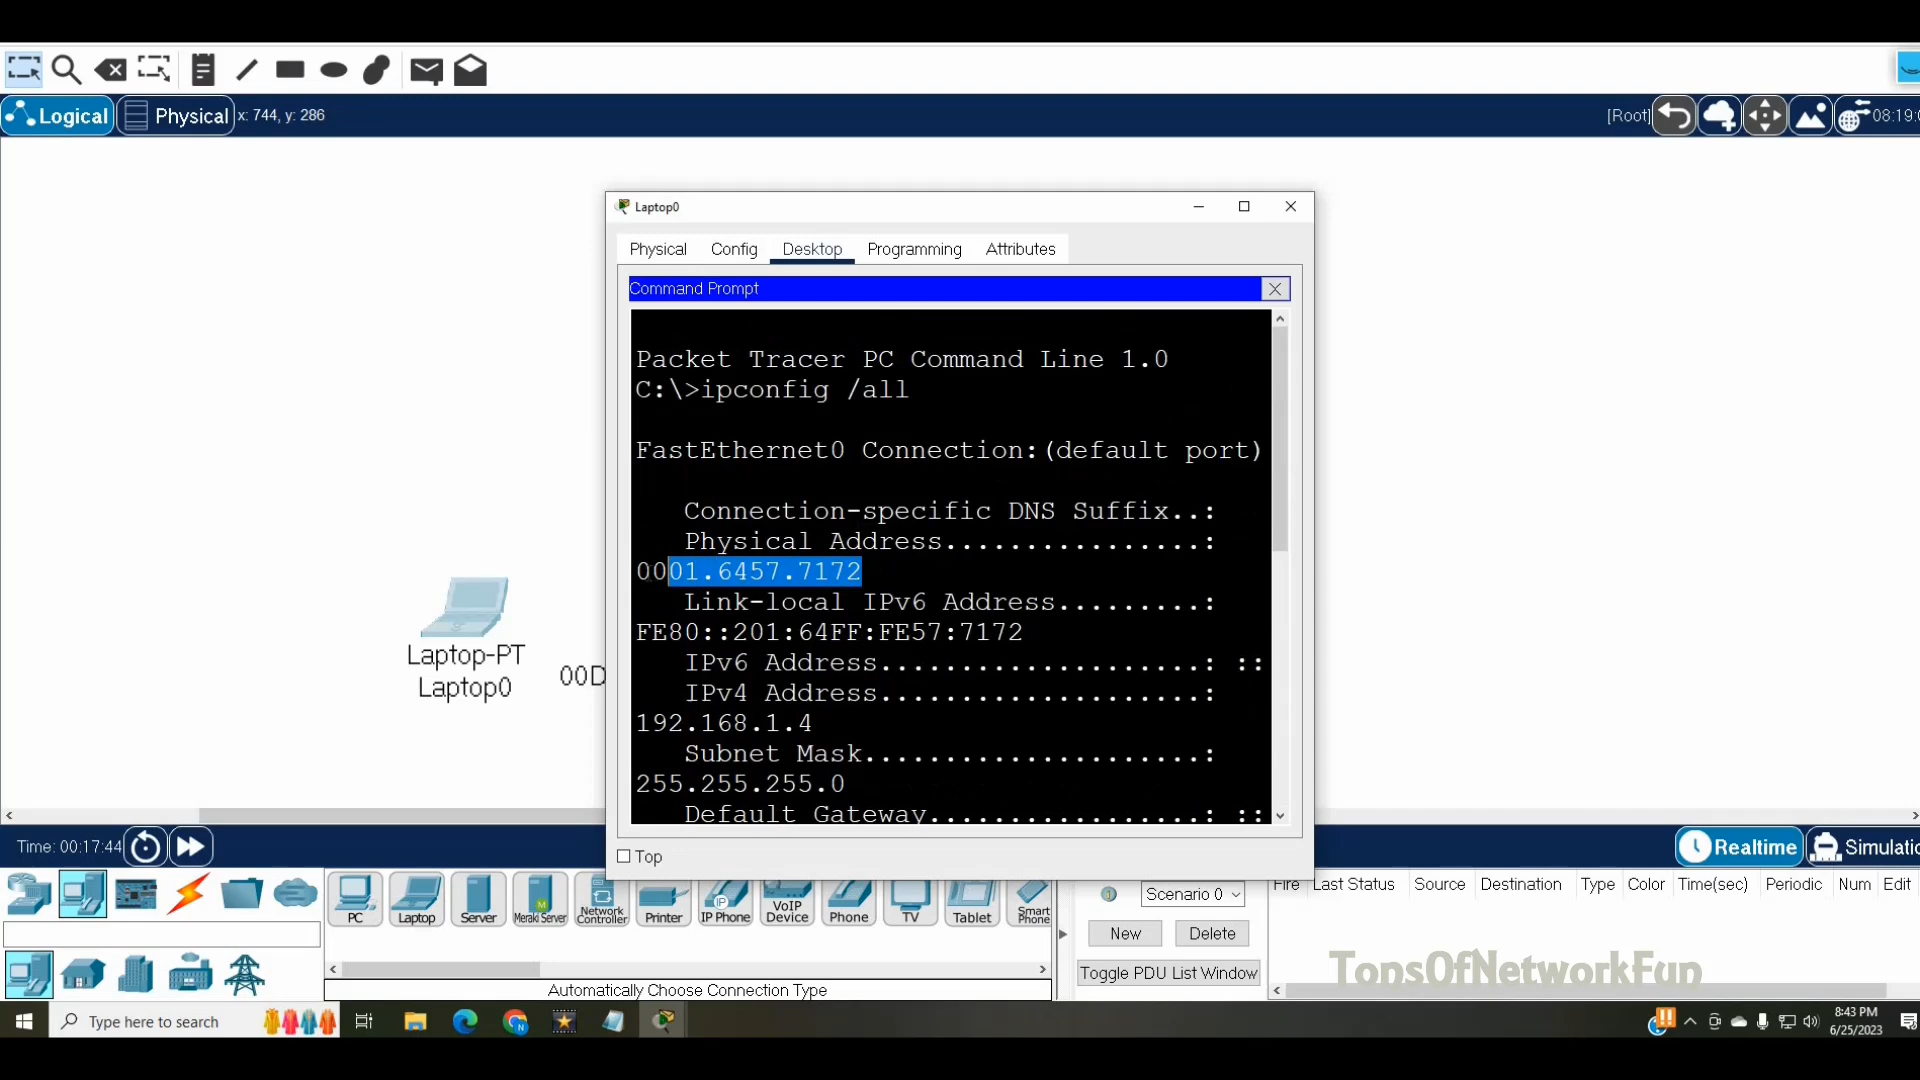 Logical
Physical
x: 744, y: 286
[Root]
Laptop0
Physical Config Desktop Programming Attributes
Command Prompt
Packet Tracer PC Command Line 1.0
C:\>ipconfig /all
FastEthernet0 Connection:(default port)
Connection-specific DNS Suffix..:
Physical Address................:
0001.6457.7172
Link-local IPv6 Address.........:
FE80::201:64FF:FE57:7172
IPv6 Address....................: ::
IPv4 Address....................:
192.168.1.4
Subnet Mask.....................:
255.255.255.0
Default Gateway.................: ::
Laptop-PT
Laptop0
00D
Top
Time: 00:17:44
Realtime
PC
Laptop
Server
Meraki Server
Network Controller
Printer
IP Phone
VoIP Device
Phone
TV
Tablet
Smart Phone
Automatically Choose Connection Type
Scenario 0
New
Delete
Toggle PDU List Window
Fire Last Status Source Destination Type Color Time(sec) Periodic Num Edit
TopsOfNetworkFun
Type here to search
8:43 PM
6/25/2023